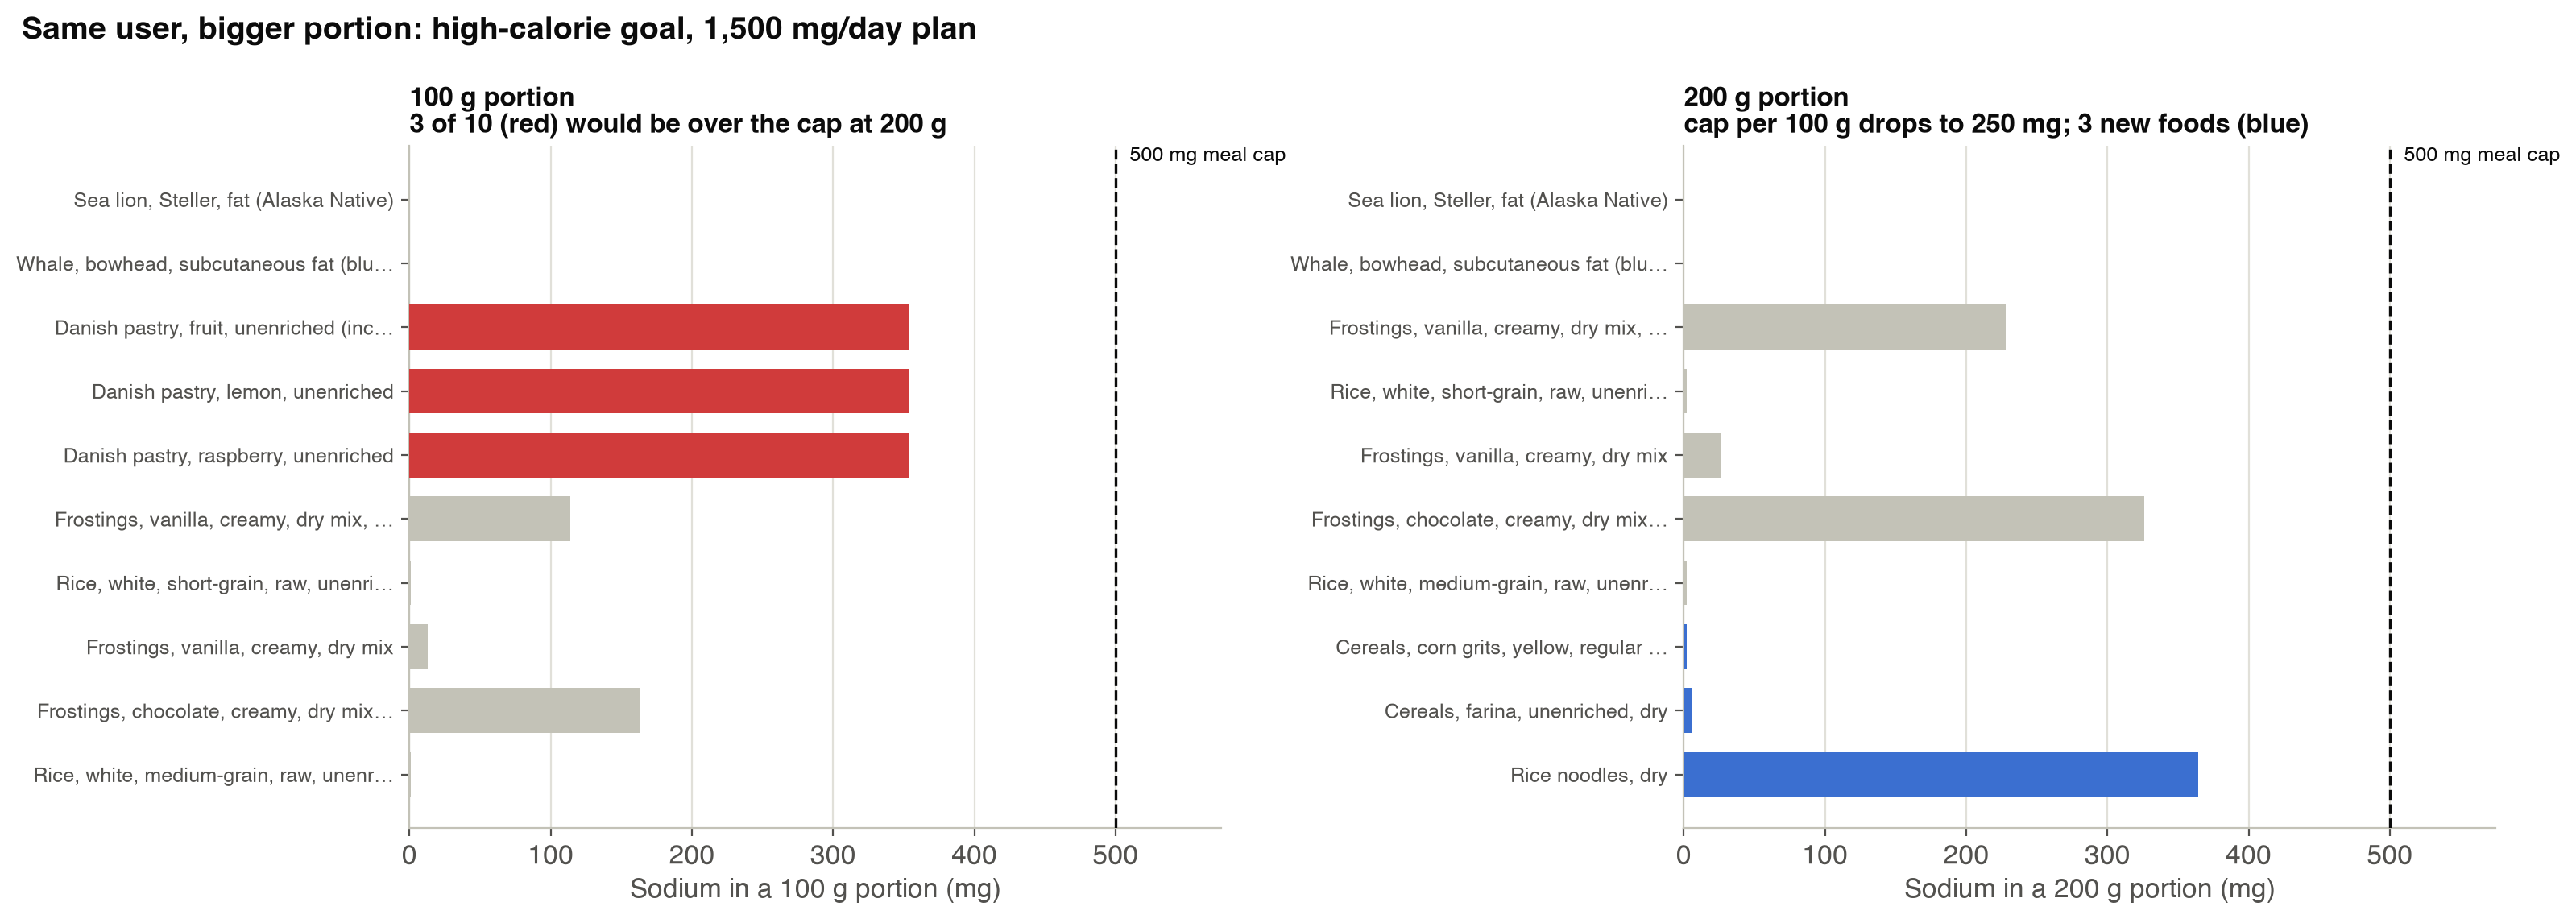 Same user, bigger portion: high-calorie goal, 1,500 mg/day plan
100 g portion
3 of 10 (red) would be over the cap at 200 g
500 mg meal cap
Sea lion, Steller, fat (Alaska Native)
Whale, bowhead, subcutaneous fat (blu…
Danish pastry, fruit, unenriched (inc…
Danish pastry, lemon, unenriched
Danish pastry, raspberry, unenriched
Frostings, vanilla, creamy, dry mix, …
Rice, white, short-grain, raw, unenri…
Frostings, vanilla, creamy, dry mix
Frostings, chocolate, creamy, dry mix…
Rice, white, medium-grain, raw, unenr…
0 100 200 300 400 500
Sodium in a 100 g portion (mg)
200 g portion
cap per 100 g drops to 250 mg; 3 new foods (blue)
500 mg meal cap
Sea lion, Steller, fat (Alaska Native)
Whale, bowhead, subcutaneous fat (blu…
Frostings, vanilla, creamy, dry mix, …
Rice, white, short-grain, raw, unenri…
Frostings, vanilla, creamy, dry mix
Frostings, chocolate, creamy, dry mix…
Rice, white, medium-grain, raw, unenr…
Cereals, corn grits, yellow, regular …
Cereals, farina, unenriched, dry
Rice noodles, dry
0 100 200 300 400 500
Sodium in a 200 g portion (mg)